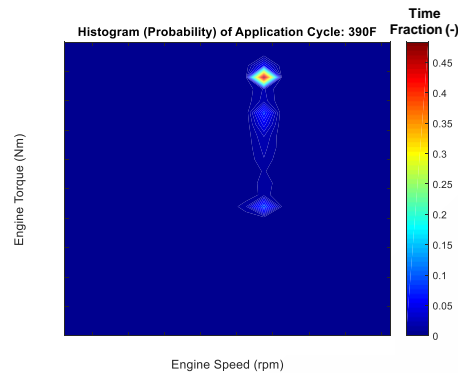 Time
Fraction (-)
Histogram (Probability) of Application Cycle: 390F
0.45
0.4
0.35
0.3
0.25
0.2
0.15
0.1
0.05
0
Engine Torque (Nm)
Engine Speed (rpm)